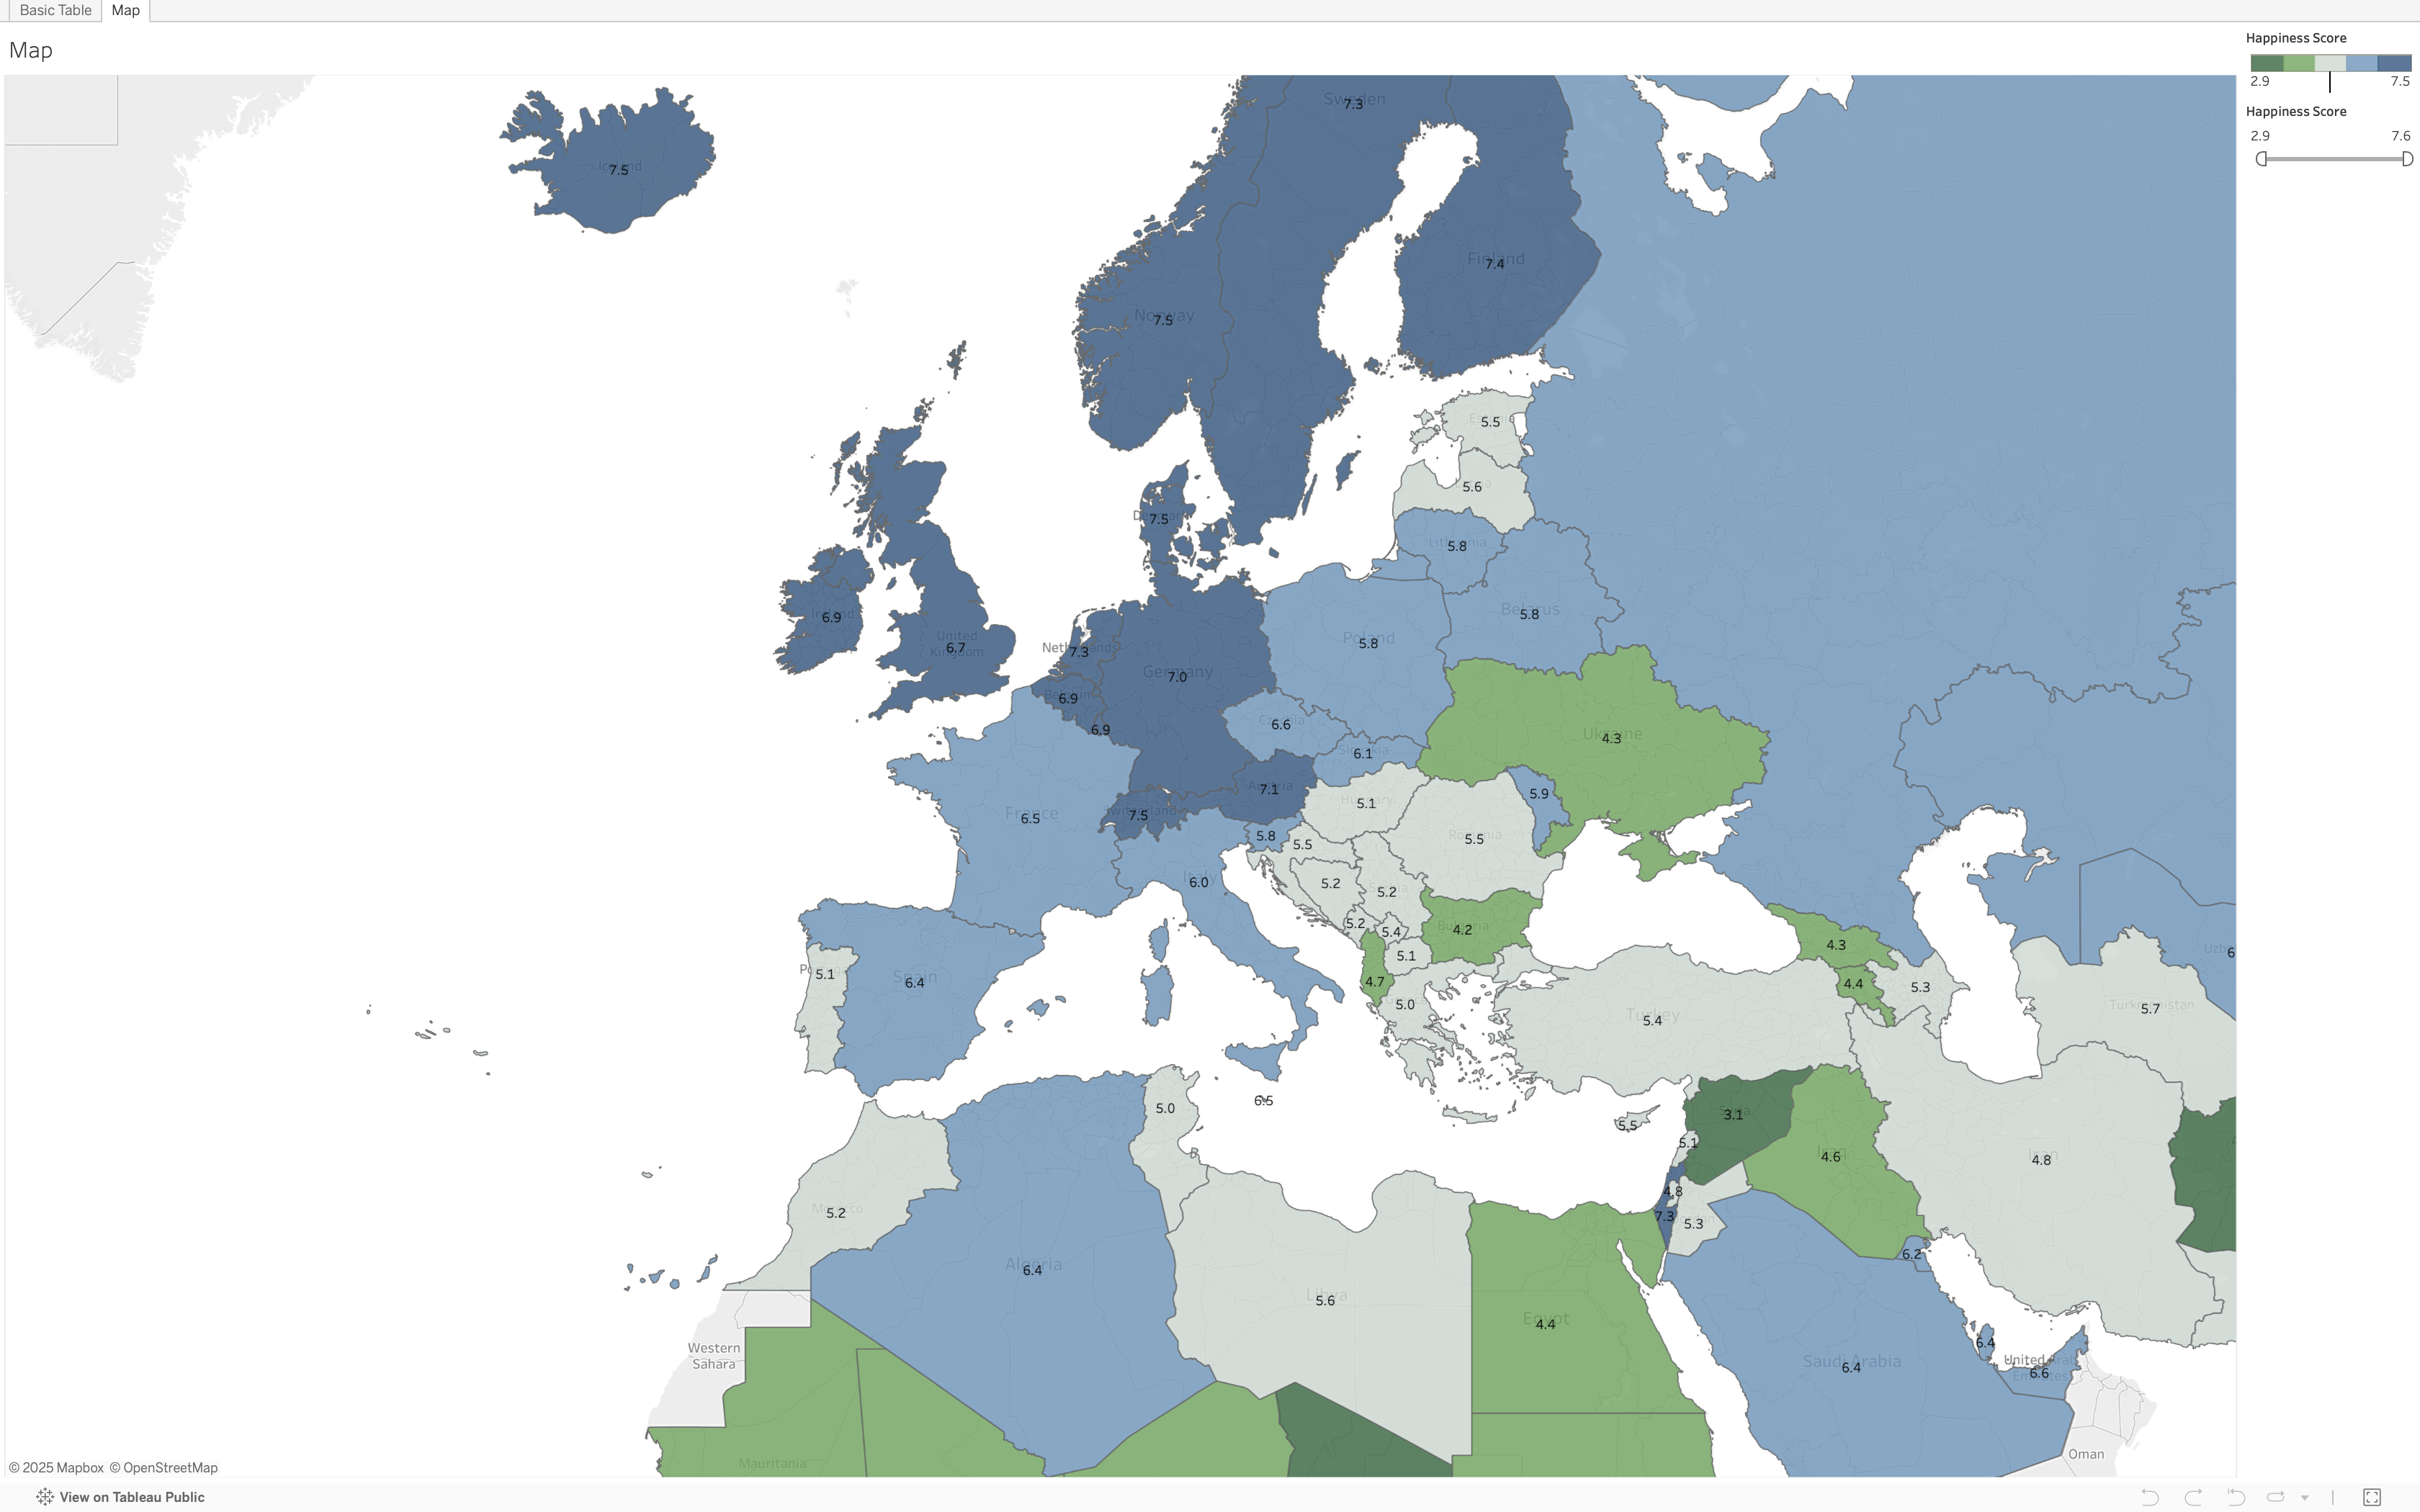 Basic Table
Map
Map
Happiness Score
2.9
7.5
Happiness Score
2.9
7.6
Sweden
7.3
Iceland
7.5
Finland
7.4
Norway
7.5
5.5
5.6
Denmark
7.5
Lithuania
5.8
Belarus
5.8
Ireland
6.9
United
Kingdom
6.7
Netherlands
7.3
Poland
5.8
Germany
7.0
Belgium
6.9
6.9
Czechia
6.6
Ukraine
4.3
Slovakia
6.1
Austria
7.1
5.9
Hungary
5.1
France
6.5
Switzerland
7.5
5.8
5.5
Romania
5.5
Italy
6.0
5.2
5.2
5.2
5.4
Bulgaria
4.2
5.1
4.3
Portugal
5.1
Spain
6.4
4.7
5.0
4.4
5.3
Turkmenistan
5.7
Turkey
5.4
6.5
5.0
5.5
Syria
3.1
5.1
Iraq
4.6
Iran
4.8
4.8
Morocco
5.2
7.3
5.3
6.2
Algeria
6.4
Libya
5.6
Egypt
4.4
Western
Sahara
6.4
Saudi Arabia
6.4
United Arab
Emirates
6.6
Oman
Mauritania
© 2025 Mapbox © OpenStreetMap
View on Tableau Public